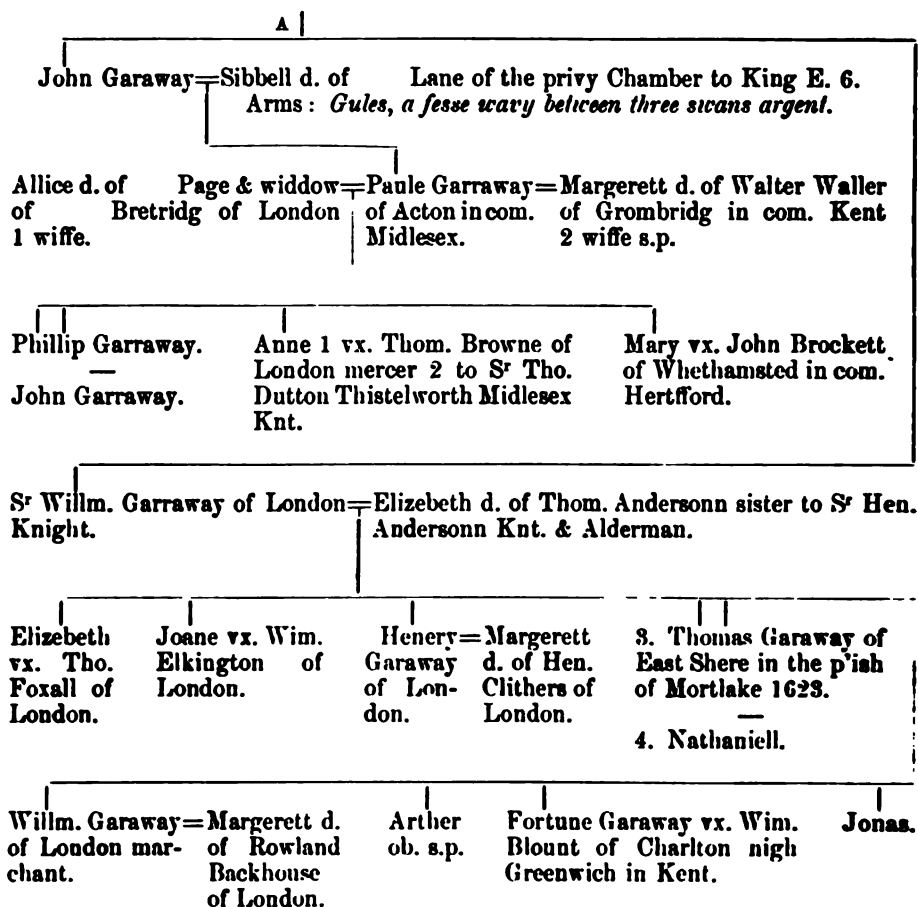 A
John Garaway=Sibbell d. of Lane of the privy Chamber to King E. 6.
Arms : Gules, a fesse wavy between three swans argent.
Allice d. of Page & widdow
of Bretridg of London
1 wiffe.
=Paule Garraway=
of Acton in com.
Midlesex.
Margerett d. of Walter Waller
of Grombridg in com. Kent
2 wiffe s.p.
Phillip Garraway.
—
John Garraway.
Anne 1 vx. Thom. Browne of
London mercer 2 to Sr Tho.
Dutton Thistelworth Midlesex
Knt.
Mary vx. John Brockett
of Whethamsted in com.
Hertfford.
Sr Willm. Garraway of London=
Knight.
Elizebeth d. of Thom. Andersonn sister to Sr Hen.
Andersonn Knt. & Alderman.
Elizebeth
vx. Tho.
Foxall of
London.
Joane vx. Wim.
Elkington of
London.
Henery=
Garaway
of Lon-
don.
Margerett
d. of Hen.
Clithers of
London.
3. Thomas Garaway of
East Shere in the p'ish
of Mortlake 1623.
—
4. Nathaniell.
Willm. Garaway=
of London mar-
chant.
Margerett d.
of Rowland
Backhouse
of London.
Arther
ob. s.p.
Fortune Garaway vx. Wim.
Blount of Charlton nigh
Greenwich in Kent.
Jonas.